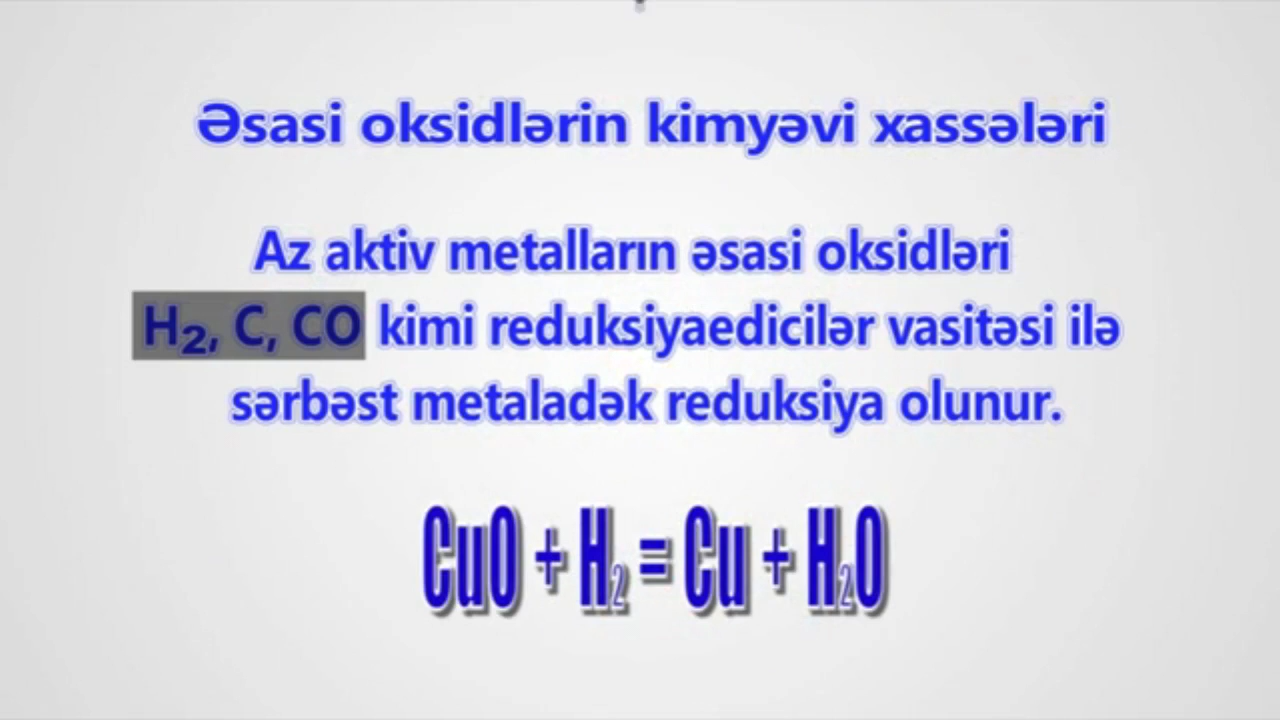 Əsasi oksidlərin kimyəvi xassələri
Az aktiv metalların əsasi oksidləri
H₂, C, CO kimi reduksiyaedicilər vasitəsi ilə
sərbəst metaladək reduksiya olunur.
CuO + H₂ = Cu + H₂O